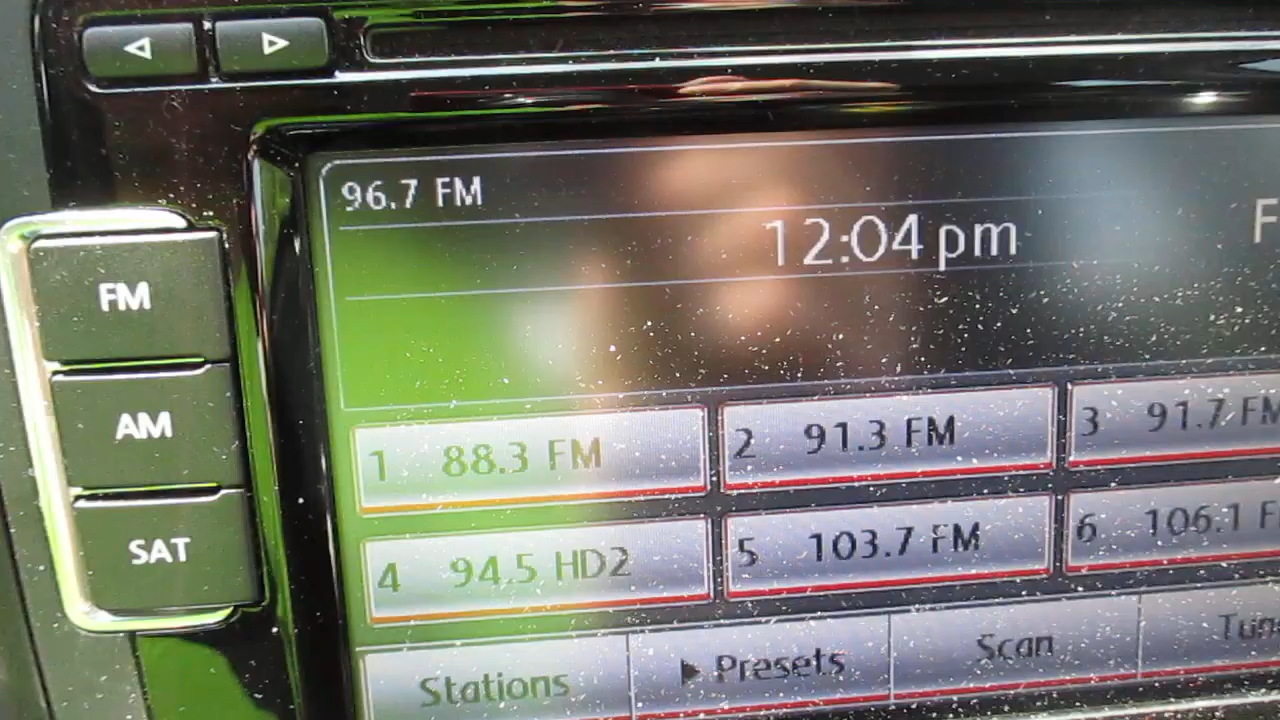 96.7 FM
12:04 pm
F
FM
1 88.3 FM
2 91.3 FM
3 91.7 FM
AM
4 94.5 HD2
5 103.7 FM
6 106.1 F
SAT
Stations
Presets
Scan
Tun